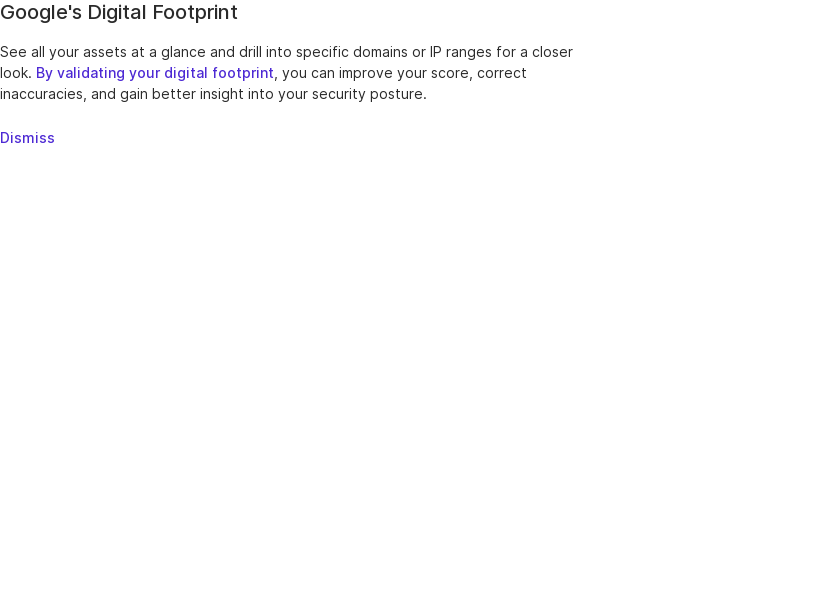 Google's Digital Footprint
See all your assets at a glance and drill into specific domains or IP ranges for a closer
look. By validating your digital footprint, you can improve your score, correct
inaccuracies, and gain better insight into your security posture.
Dismiss